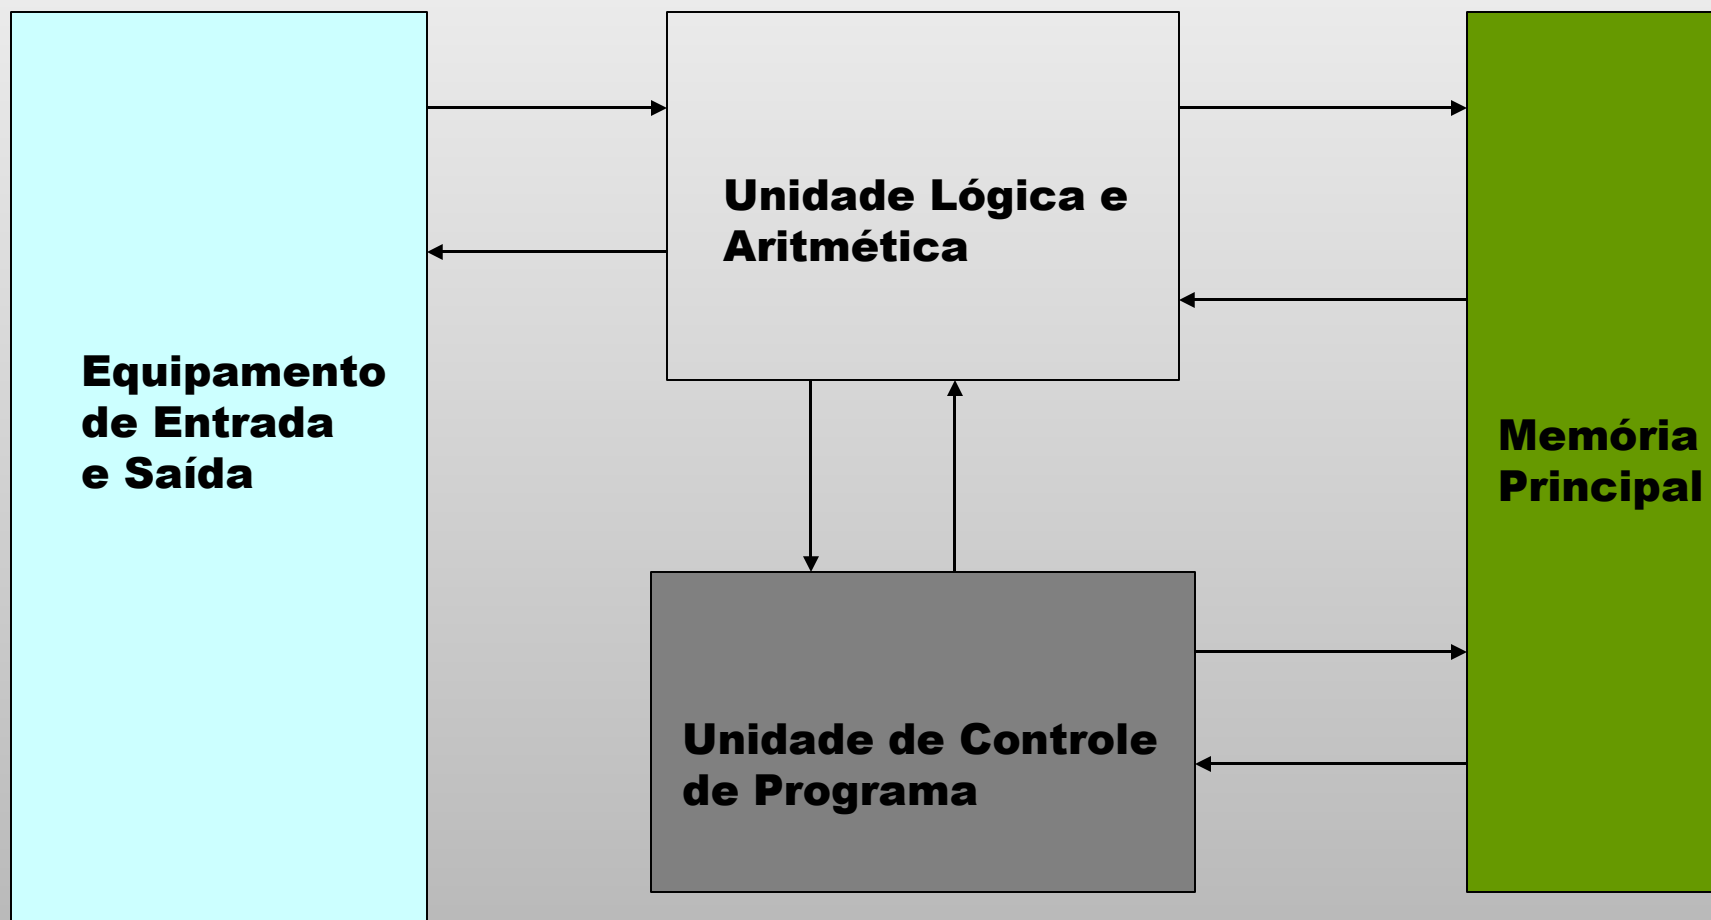 Unidade Lógica e
Aritmética
Equipamento
de Entrada
e Saída
Memória
Principal
Unidade de Controle
de Programa